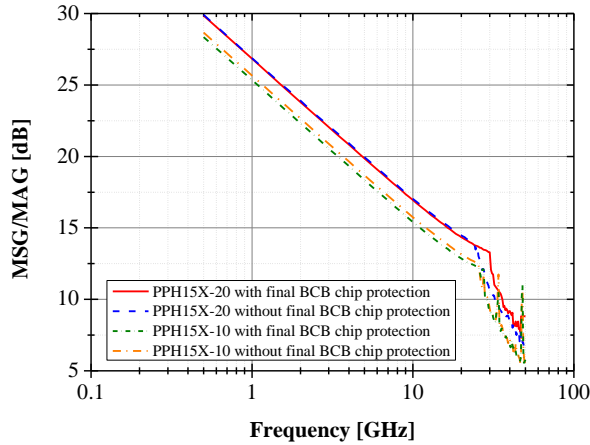 30
25
20
15
10
5
MSG/MAG [dB]
PPH15X-20 with final BCB chip protection
PPH15X-20 without final BCB chip protection
PPH15X-10 with final BCB chip protection
PPH15X-10 without final BCB chip protection
0.1 1 10 100
Frequency [GHz]